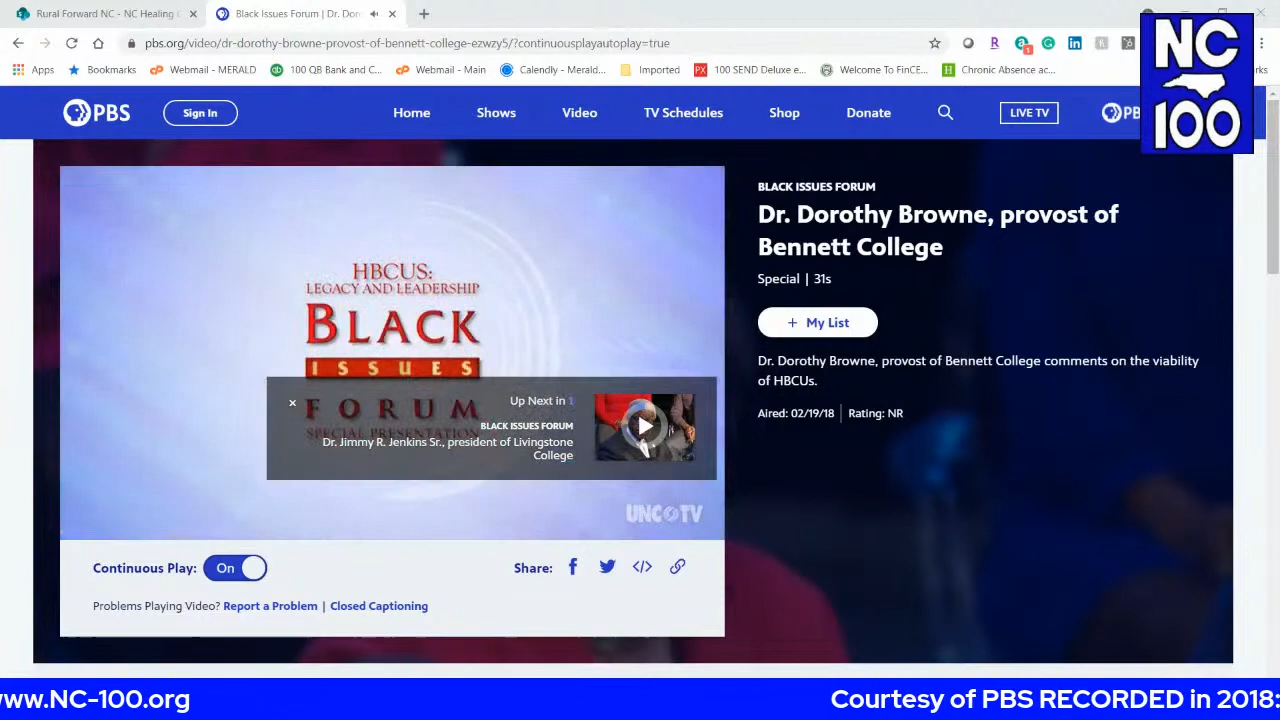 Rural Forward NC - NC Healing C
Black Issues Forum | Dr. Dore
pbs.org/video/dr-dorothy-browne-provost-of-bennett-college-ezwzy5/?continuousplayautoplay=true
Apps
Bookmarks
Webmail - MERALD
100 QB Bank and C...
Webmail - Main
Calendly - Merald...
Imported
100 SEND Deluxe e...
Welcome To FinCE...
Chronic Absence ac...
NC
100
PBS
Sign In
Home
Shows
Video
TV Schedules
Shop
Donate
LIVE TV
HBCUS:
LEGACY AND LEADERSHIP
BLACK
ISSUES
FORUM
SPECIAL PRESENTATION
Up Next in 1
BLACK ISSUES FORUM
Dr. Jimmy R. Jenkins Sr., president of Livingstone
College
UNC TV
BLACK ISSUES FORUM
Dr. Dorothy Browne, provost of
Bennett College
Special | 31s
+ My List
Dr. Dorothy Browne, provost of Bennett College comments on the viability
of HBCUs.
Aired: 02/19/18 | Rating: NR
Continuous Play: On
Share:
Problems Playing Video? Report a Problem | Closed Captioning
www.NC-100.org
Courtesy of PBS RECORDED in 2018: